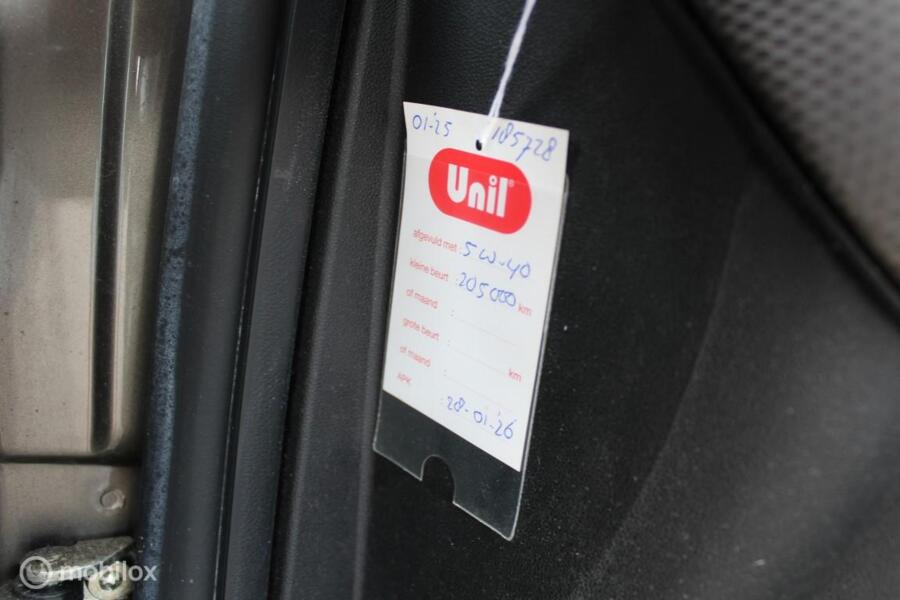 01-'25 185728
Unil
afgevuld met : 5w-40
kleine beurt : 205000 km
of maand :
grote beurt : km
of maand :
APK : 28-01-'26
mobilox